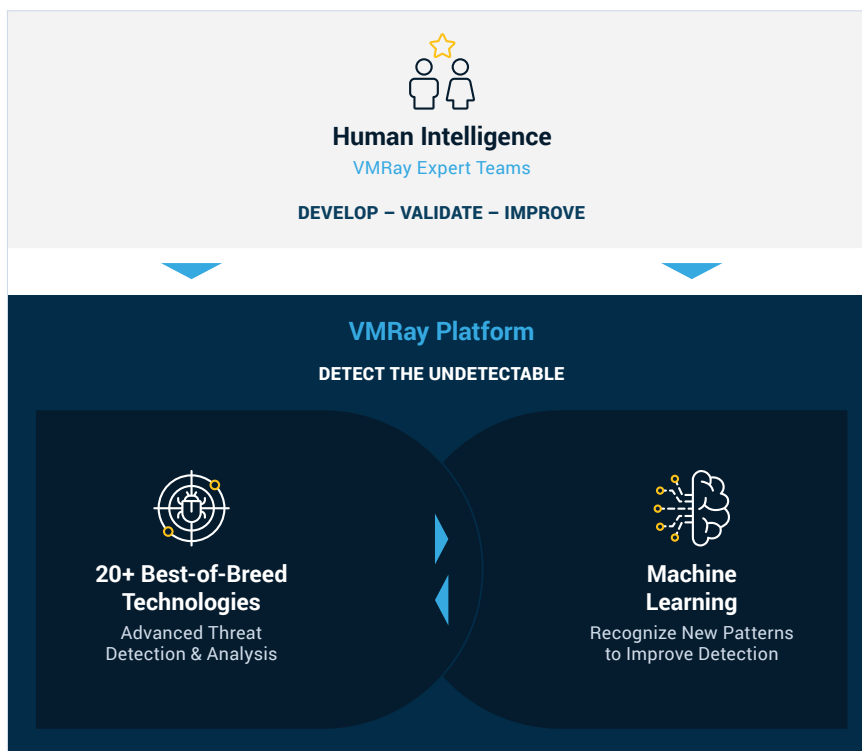 Human Intelligence
VMRay Expert Teams
DEVELOP – VALIDATE – IMPROVE
VMRay Platform
DETECT THE UNDETECTABLE
20+ Best-of-Breed
Technologies
Advanced Threat
Detection & Analysis
Machine
Learning
Recognize New Patterns
to Improve Detection